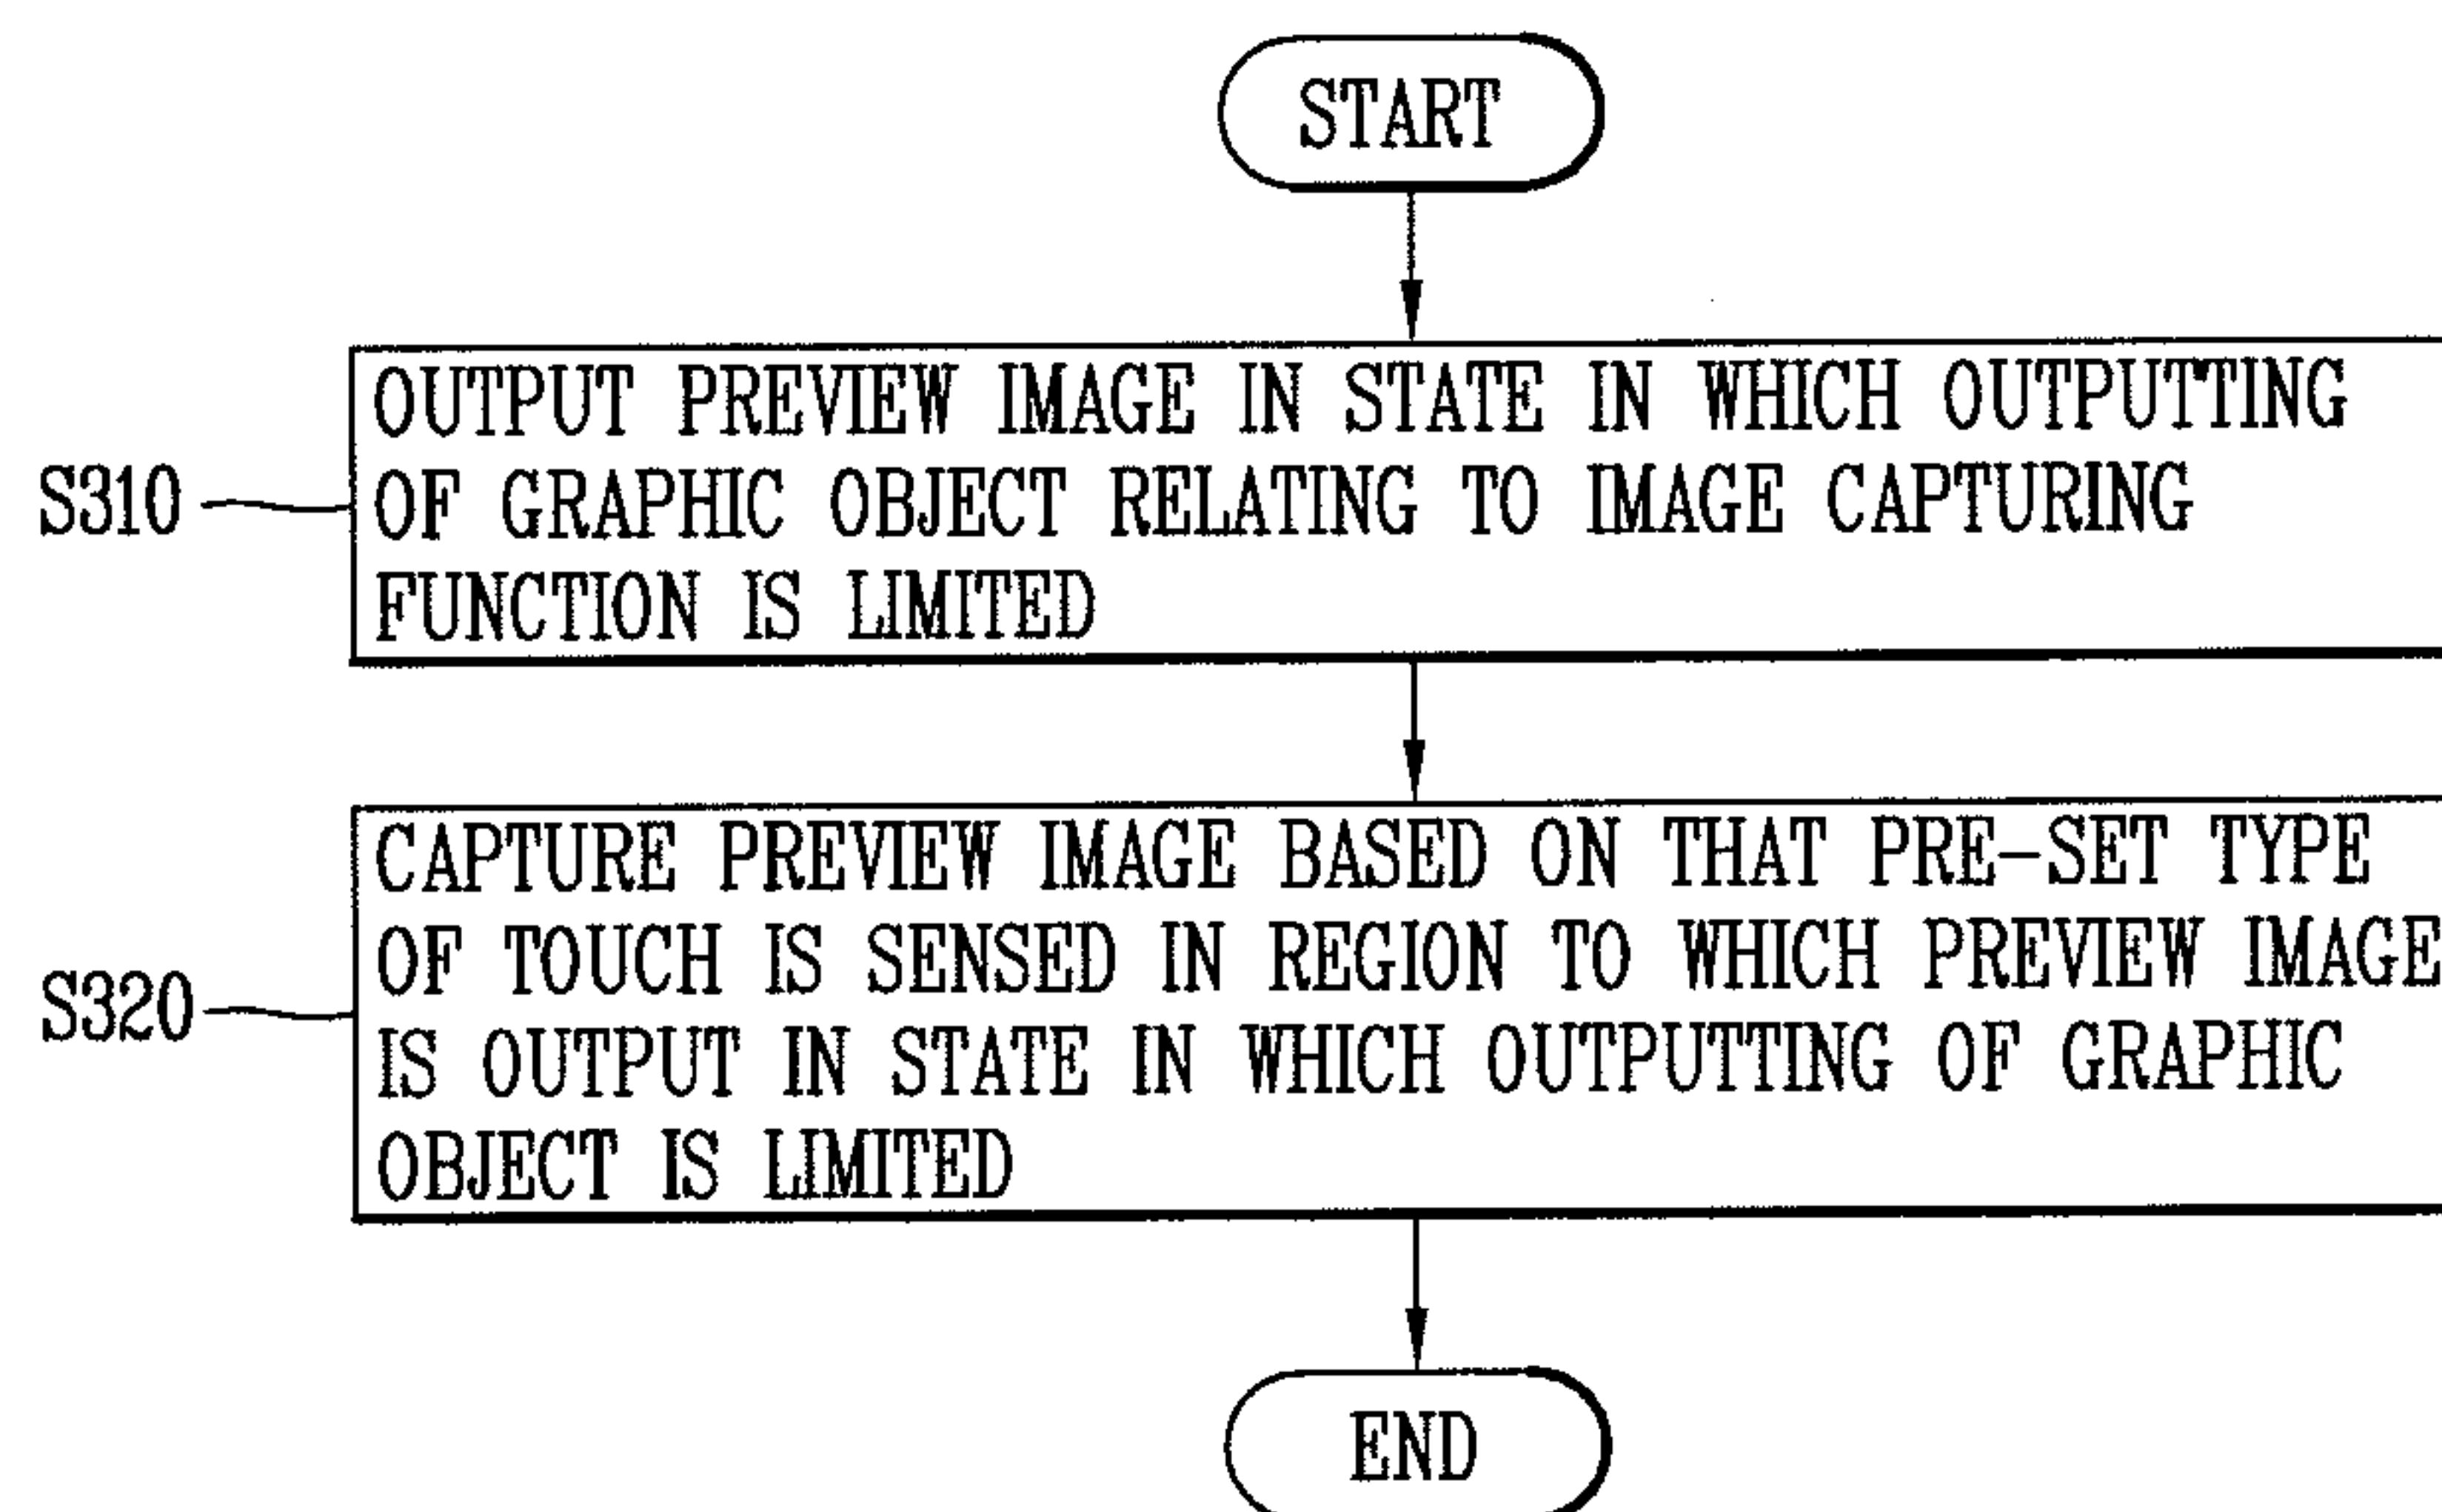 START
OUTPUT PREVIEW IMAGE IN STATE IN WHICH OUTPUTTING
OF GRAPHIC OBJECT RELATING TO IMAGE CAPTURING
FUNCTION IS LIMITED
S310
CAPTURE PREVIEW IMAGE BASED ON THAT PRE-SET TYPE
OF TOUCH IS SENSED IN REGION TO WHICH PREVIEW IMAGE
IS OUTPUT IN STATE IN WHICH OUTPUTTING OF GRAPHIC
OBJECT IS LIMITED
S320
END